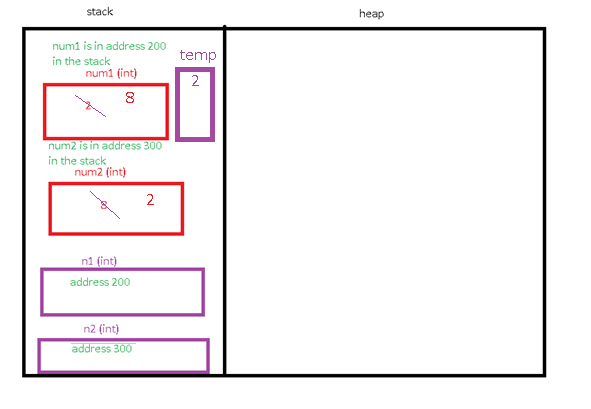 stack
heap
num1 is in address 200
in the stack
temp
num1 (int)
2
2
8
num2 is in address 300
in the stack
num2 (int)
8
2
n1 (int)
address 200
n2 (int)
address 300